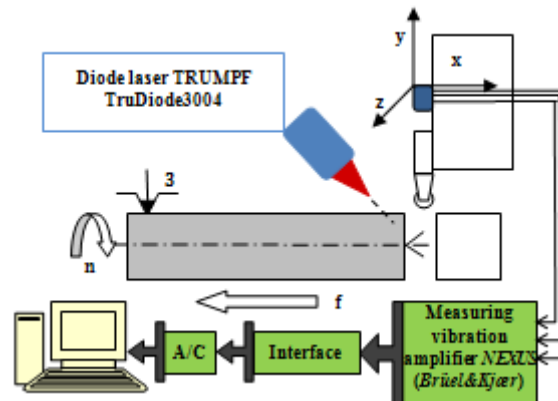 y
x
z
Diode laser TRUMPF
TruDiode3004
3
n
f
A/C
Interface
Measuring
vibration
amplifier NEXUS
(Brüel&Kjær)